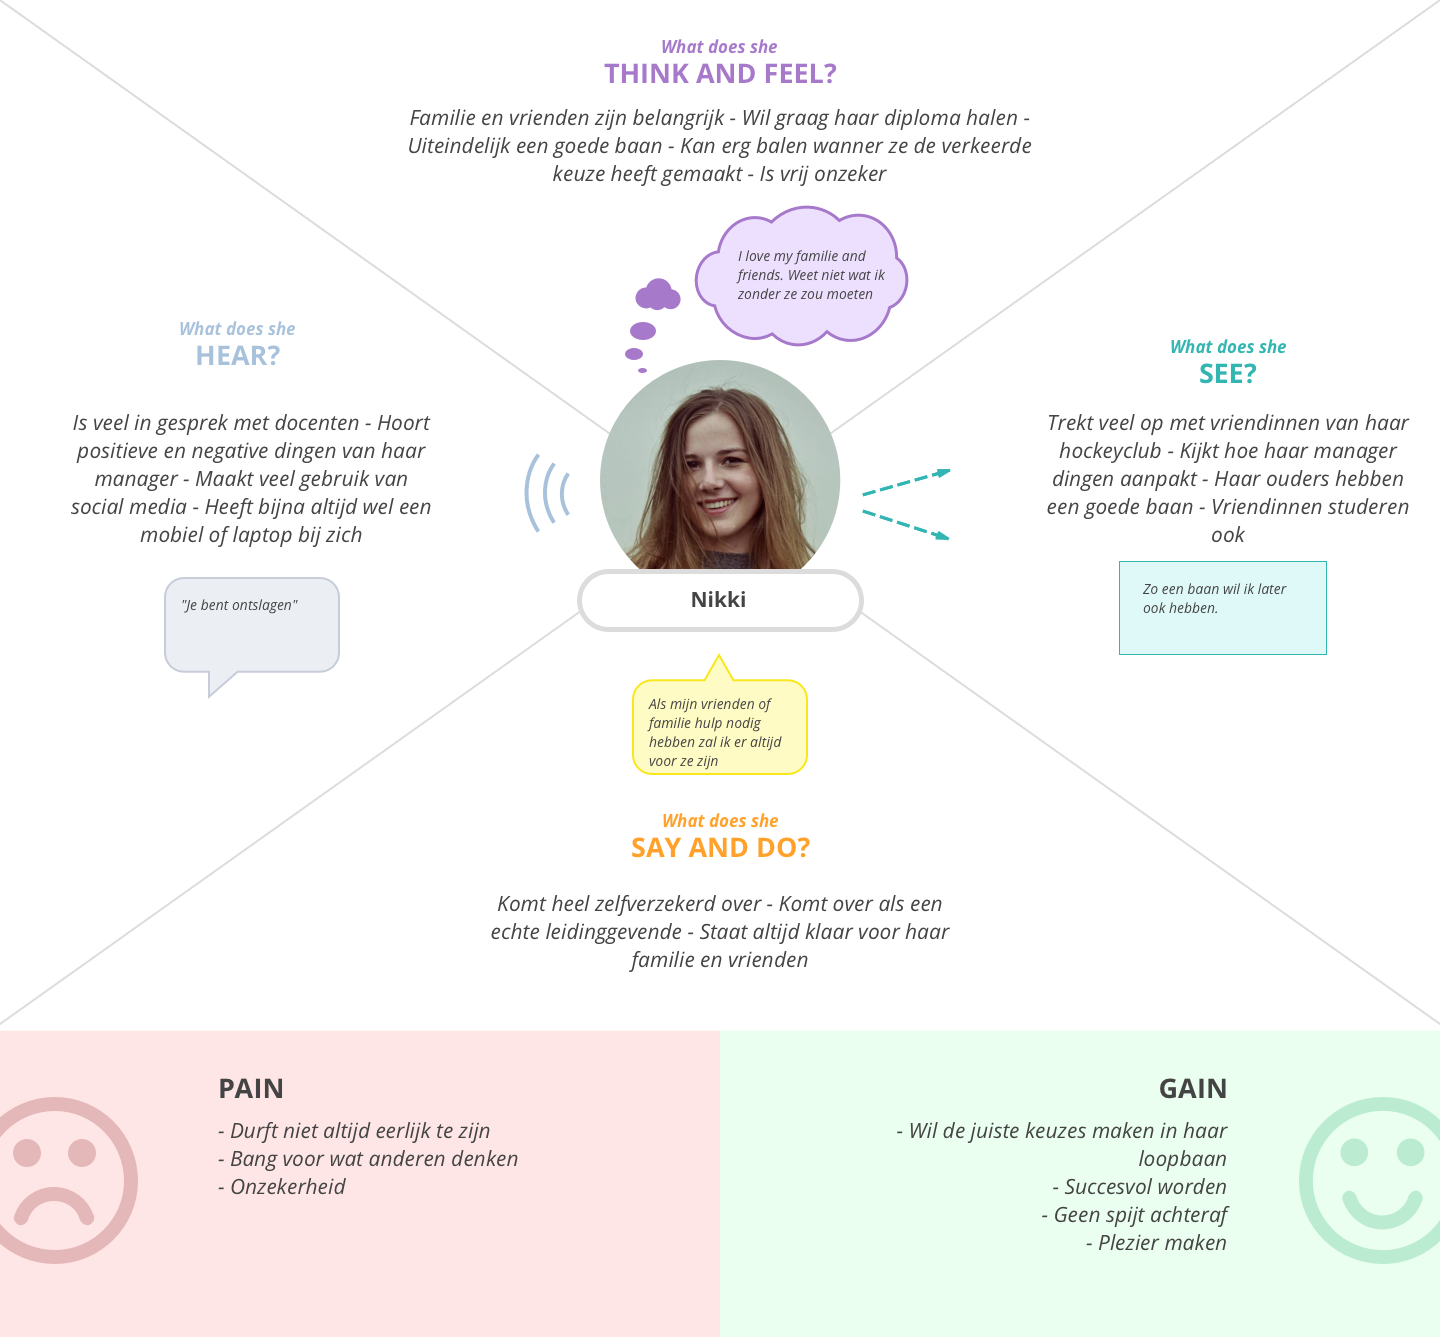 What does she
THINK AND FEEL?
Familie en vrienden zijn belangrijk - Wil graag haar diploma halen -
Uiteindelijk een goede baan - Kan erg balen wanner ze de verkeerde
keuze heeft gemaakt - Is vrij onzeker
I love my familie and
friends. Weet niet wat ik
zonder ze zou moeten
What does she
HEAR?
Is veel in gesprek met docenten - Hoort
positieve en negative dingen van haar
manager - Maakt veel gebruik van
social media - Heeft bijna altijd wel een
mobiel of laptop bij zich
"Je bent ontslagen"
What does she
SEE?
Trekt veel op met vriendinnen van haar
hockeyclub - Kijkt hoe haar manager
dingen aanpakt - Haar ouders hebben
een goede baan - Vriendinnen studeren
ook
Zo een baan wil ik later
ook hebben.
Nikki
Als mijn vrienden of
familie hulp nodig
hebben zal ik er altijd
voor ze zijn
What does she
SAY AND DO?
Komt heel zelfverzekerd over - Komt over als een
echte leidinggevende - Staat altijd klaar voor haar
familie en vrienden
PAIN
- Durft niet altijd eerlijk te zijn
- Bang voor wat anderen denken
- Onzekerheid
GAIN
- Wil de juiste keuzes maken in haar
loopbaan
- Succesvol worden
- Geen spijt achteraf
- Plezier maken